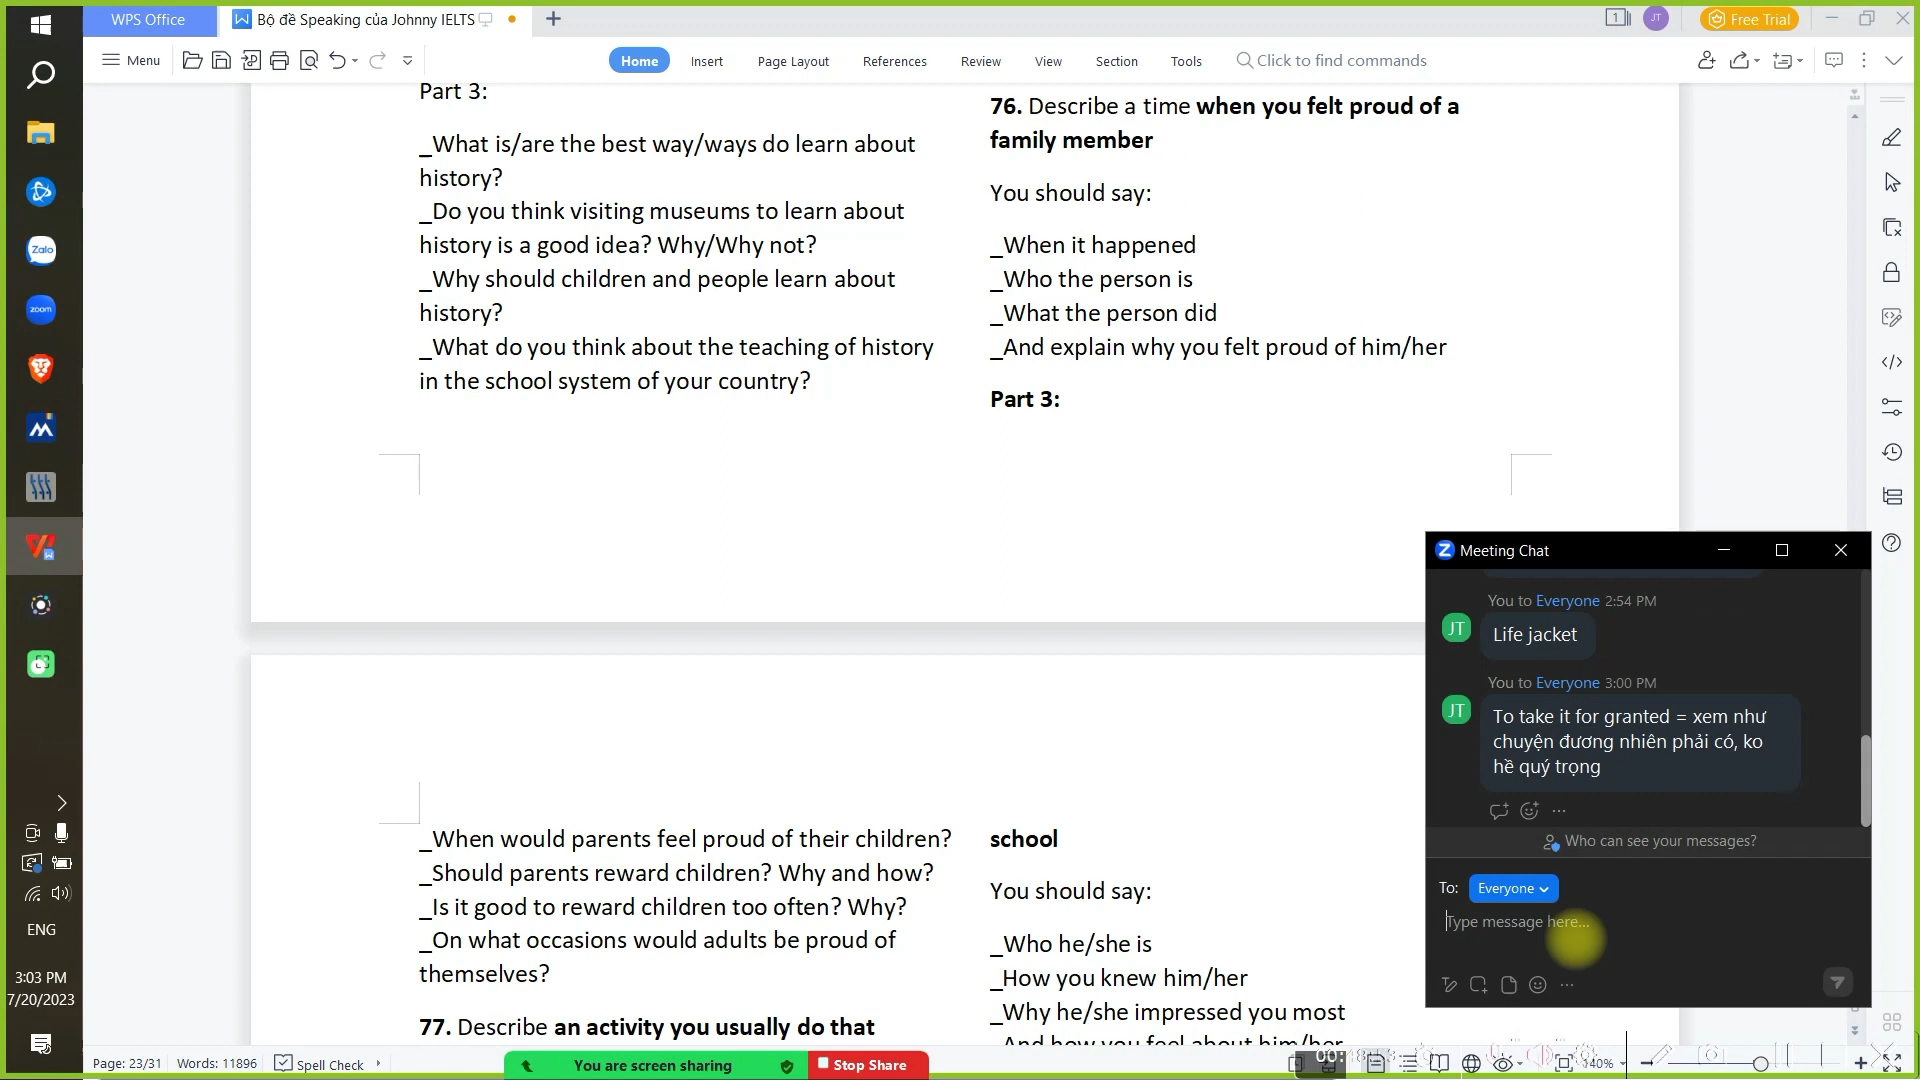 WPS Office
Bộ đề Speaking của Johnny IELTS
JT
Free Trial
Menu
Home
Insert
Page Layout
References
Review
View
Section
Tools
Click to find commands
Part 3:
_What is/are the best way/ways do learn about
history?
_Do you think visiting museums to learn about
history is a good idea? Why/Why not?
_Why should children and people learn about
history?
_What do you think about the teaching of history
in the school system of your country?
76. Describe a time when you felt proud of a
family member
You should say:
_When it happened
_Who the person is
_What the person did
_And explain why you felt proud of him/her
Part 3:
_When would parents feel proud of their children?
_Should parents reward children? Why and how?
_Is it good to reward children too often? Why?
_On what occasions would adults be proud of
themselves?
77. Describe an activity you usually do that
school
You should say:
_Who he/she is
_How you knew him/her
_Why he/she impressed you most
_And how you feel about him/her
Meeting Chat
You to Everyone 2:54 PM
JT
Life jacket
You to Everyone 3:00 PM
JT
To take it for granted = xem như
chuyện đương nhiên phải có, ko
hề quý trọng
Who can see your messages?
To: Everyone
Type message here...
Zalo
zoom
ENG
3:03 PM
7/20/2023
Page: 23/31
Words: 11896
Spell Check
You are screen sharing
Stop Share
140%